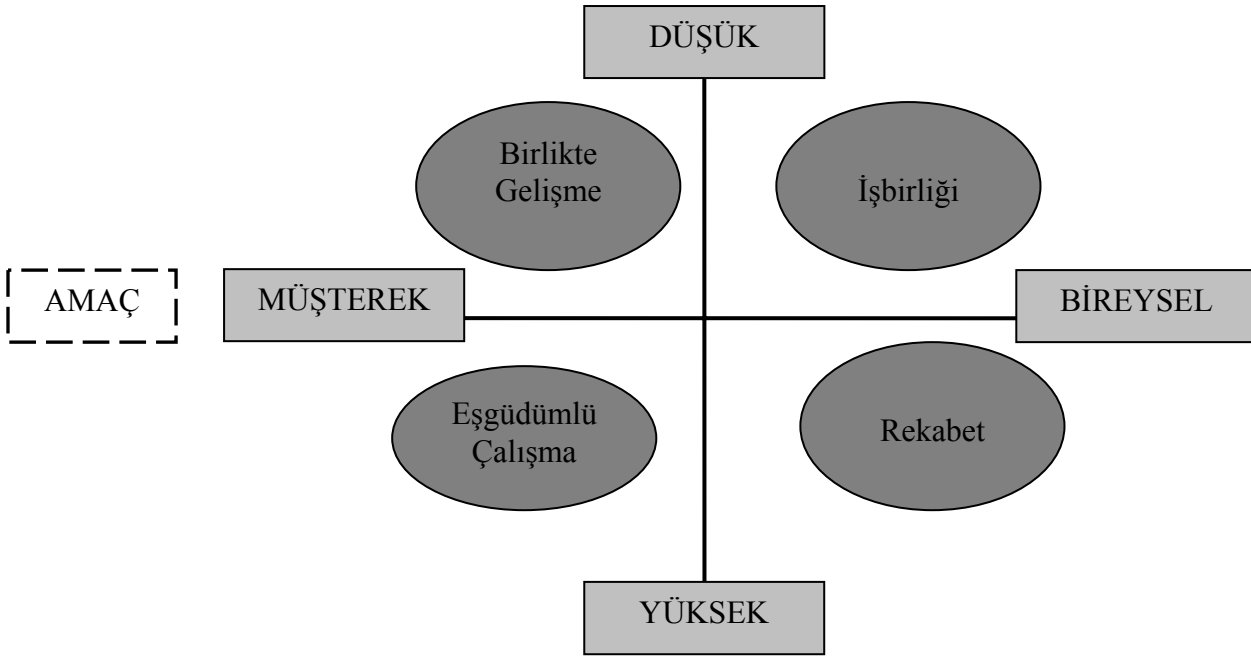 DÜŞÜK
Birlikte
Gelişme
İşbirliği
AMAÇ
MÜŞTEREK
BİREYSEL
Eşgüdümlü
Çalışma
Rekabet
YÜKSEK